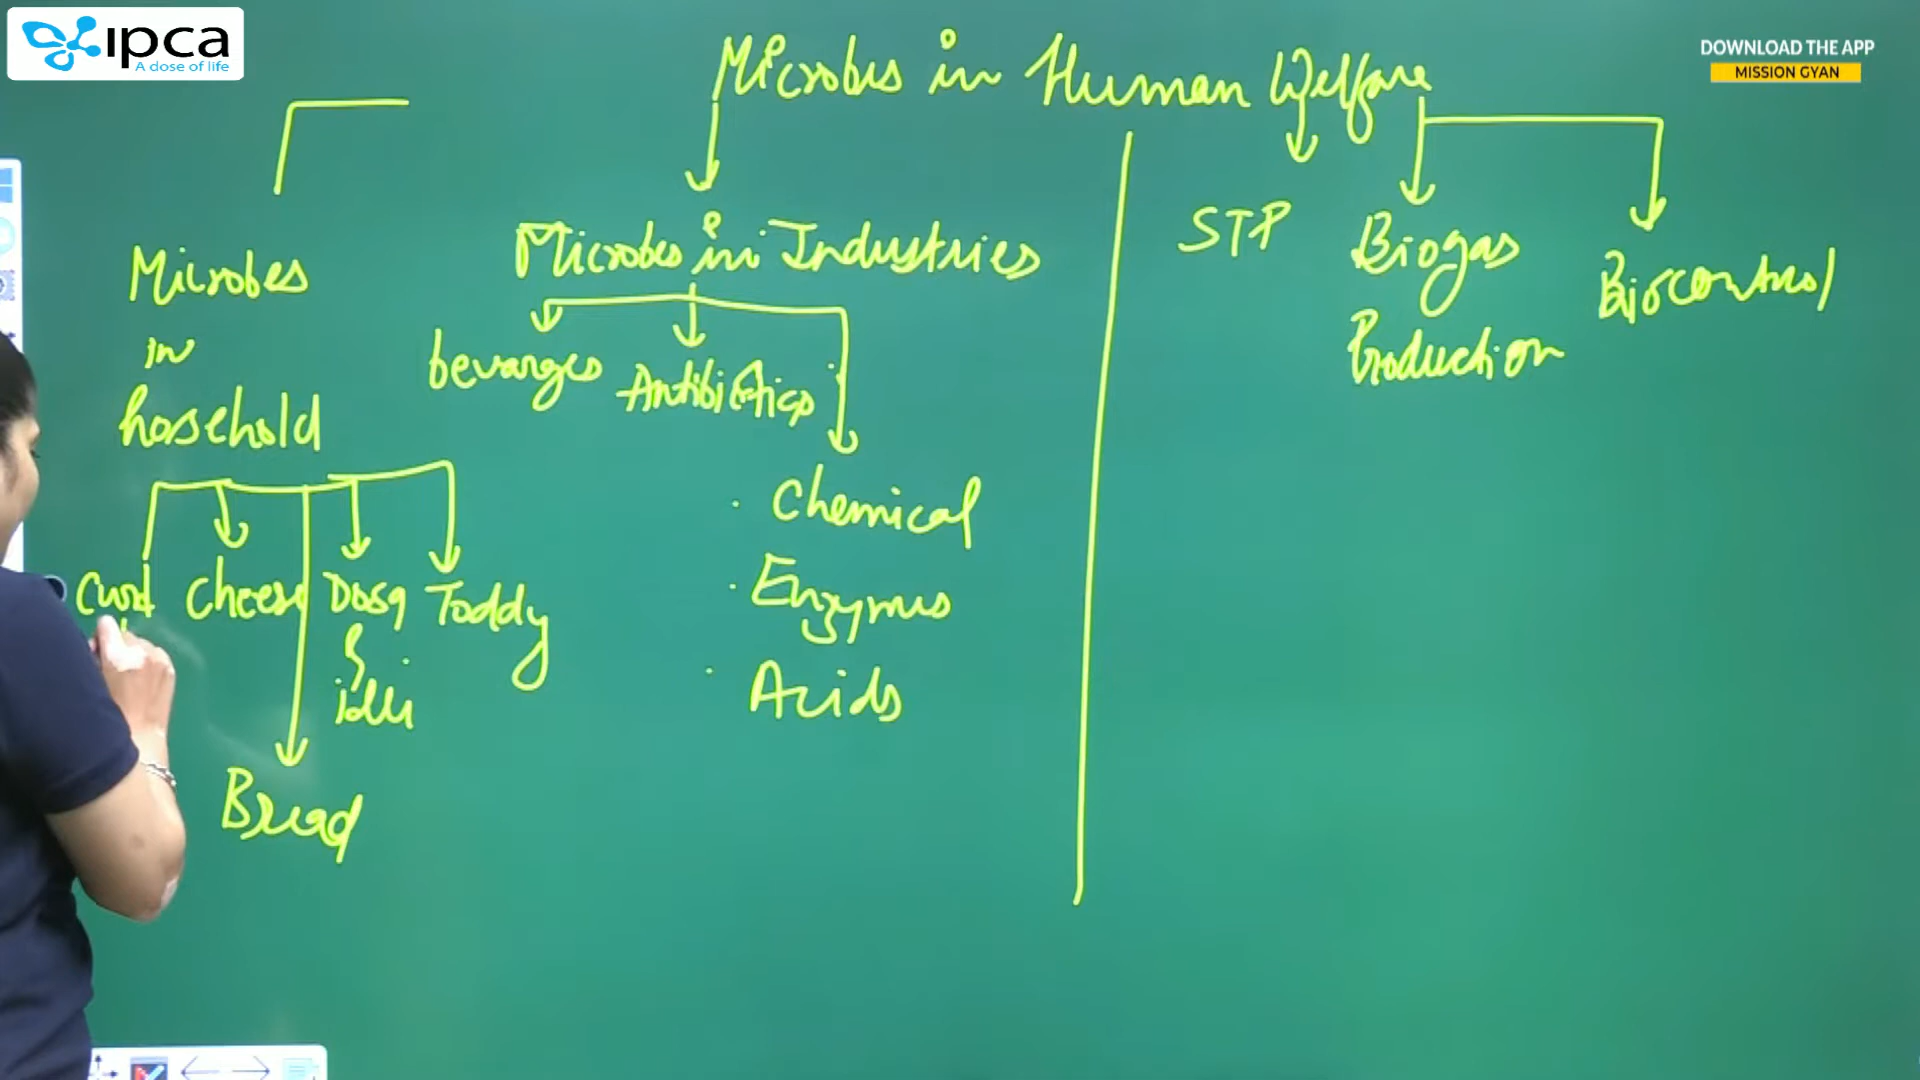 ipca
A dose of life
DOWNLOAD THE APP
MISSION GYAN
Microbes in Human Welfare
Microbes
in
household
Microbes in Industries
STP
Biogas
Production
Biocontrol
bevarges
Antibiotics
Chemical
Enzymes
Acids
Curd
Cheese
Dosa
&
idli
Toddy
Bread